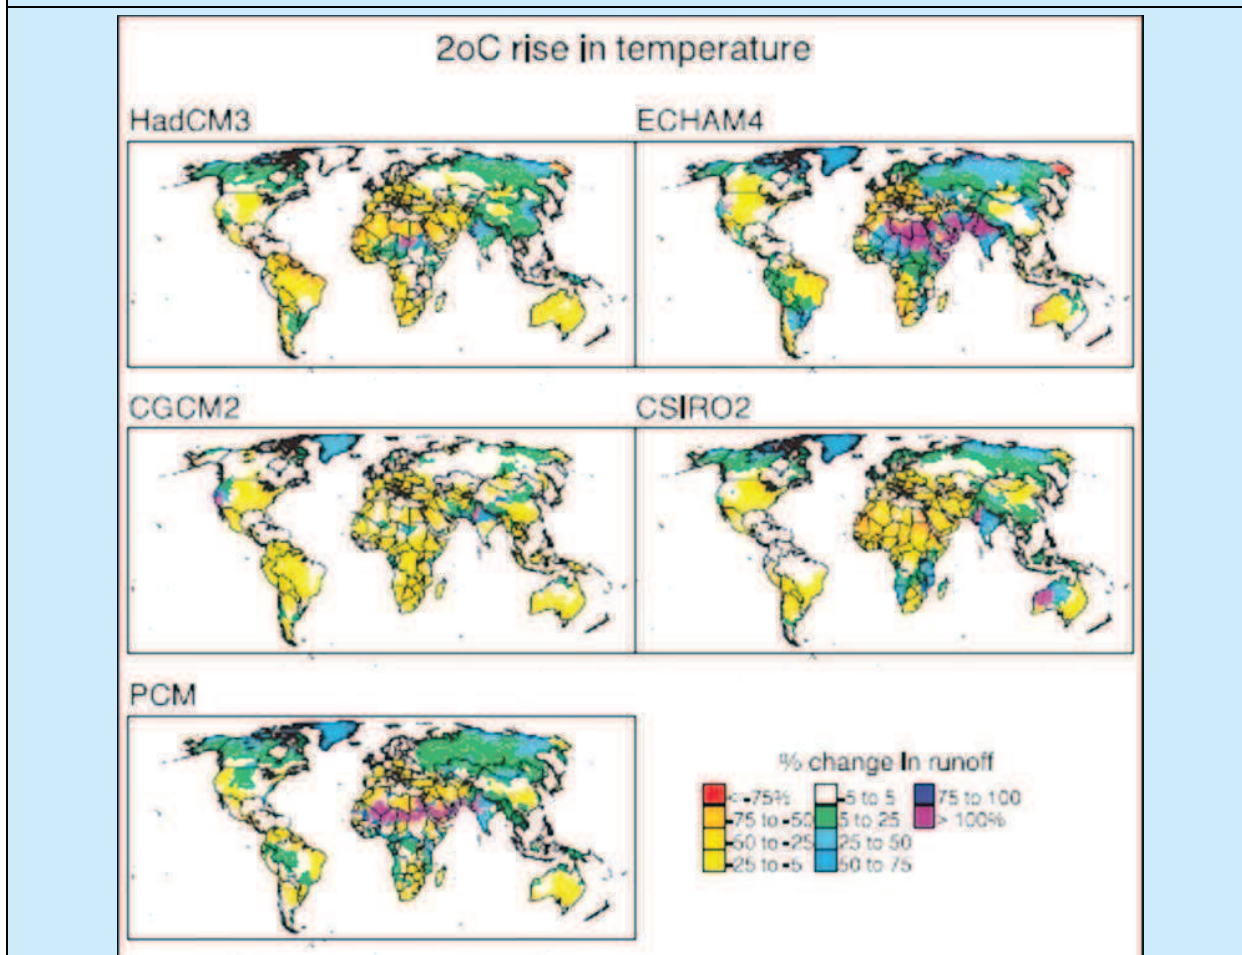 2oC rise in temperature
HadCM3
ECHAM4
CGCM2
CSIRO2
PCM
% change in runoff
< -75%
-75 to -50
-50 to -25
-25 to -5
-5 to 5
5 to 25
25 to 50
50 to 75
75 to 100
> 100%